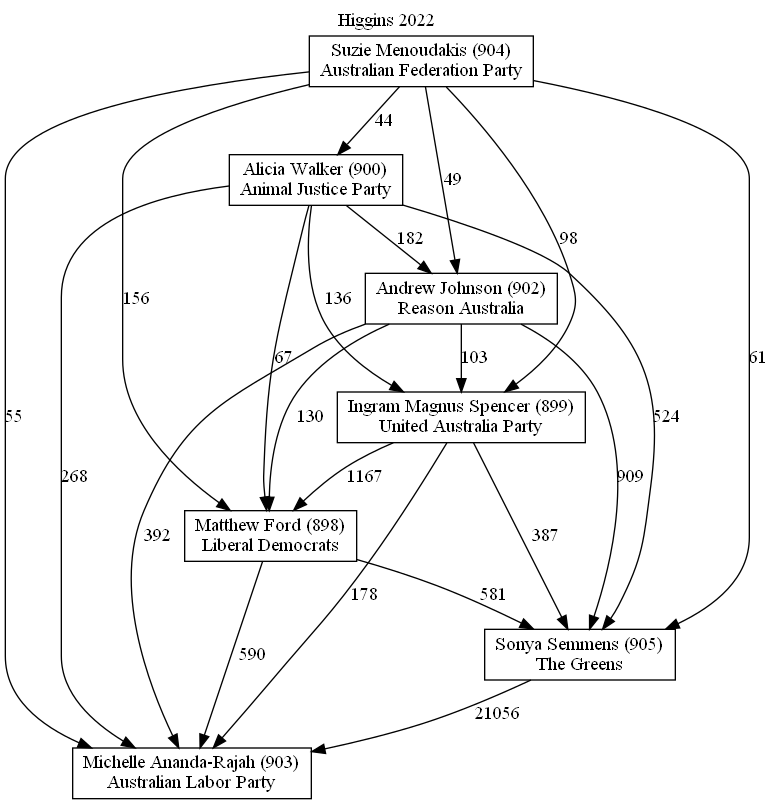 Higgins 2022
Suzie Menoudakis (904)
Australian Federation Party
44
Alicia Walker (900)
Animal Justice Party
49
182
98
Andrew Johnson (902)
Reason Australia
156
136
67
103
61
Ingram Magnus Spencer (899)
United Australia Party
55
130
524
268
1167
909
Matthew Ford (898)
Liberal Democrats
392
387
178
581
Sonya Semmens (905)
The Greens
590
21056
Michelle Ananda-Rajah (903)
Australian Labor Party